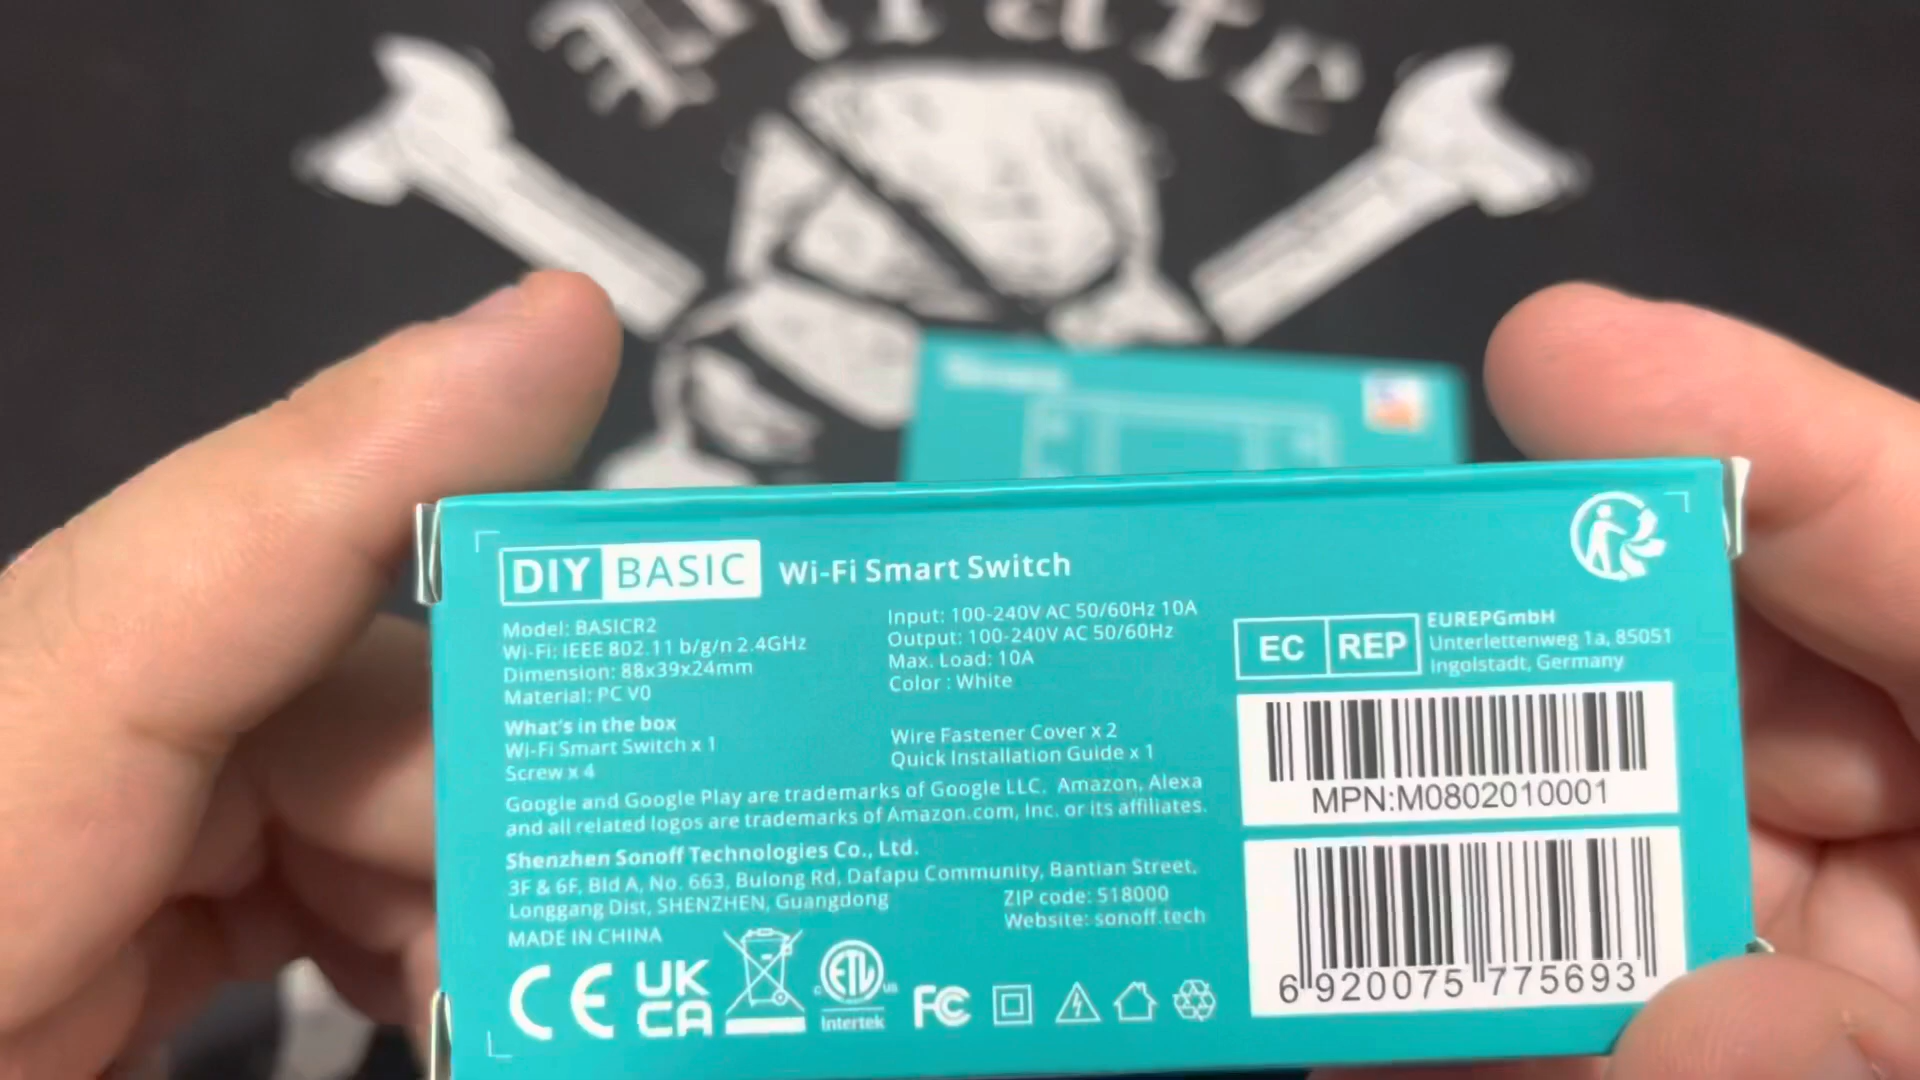 DIY BASIC Wi-Fi Smart Switch
Model: BASICR2
Wi-Fi: IEEE 802.11 b/g/n 2.4GHz
Dimension: 88x39x24mm
Material: PC V0
Input: 100-240V AC 50/60Hz 10A
Output: 100-240V AC 50/60Hz
Max. Load: 10A
Color : White
What's in the box
Wi-Fi Smart Switch x 1
Screw x 4
Wire Fastener Cover x 2
Quick Installation Guide x 1
Google and Google Play are trademarks of Google LLC. Amazon, Alexa
and all related logos are trademarks of Amazon.com, Inc. or its affiliates.
Shenzhen Sonoff Technologies Co., Ltd.
3F & 6F, Bld A, No. 663, Bulong Rd, Dafapu Community, Bantian Street,
Longgang Dist, SHENZHEN, Guangdong
ZIP code: 518000
Website: sonoff.tech
MADE IN CHINA
CE UK CA
c ETL us
Intertek
FC
EC REP
EUREPGmbH
Unterlettenweg 1a, 85051
Ingolstadt, Germany
MPN:M0802010001
6 920075 775693